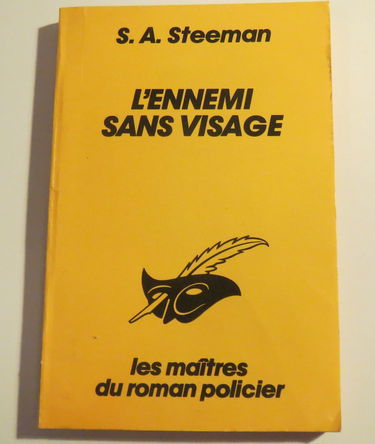 S. A. Steeman
L'ENNEMI
SANS VISAGE
les maîtres
du roman policier